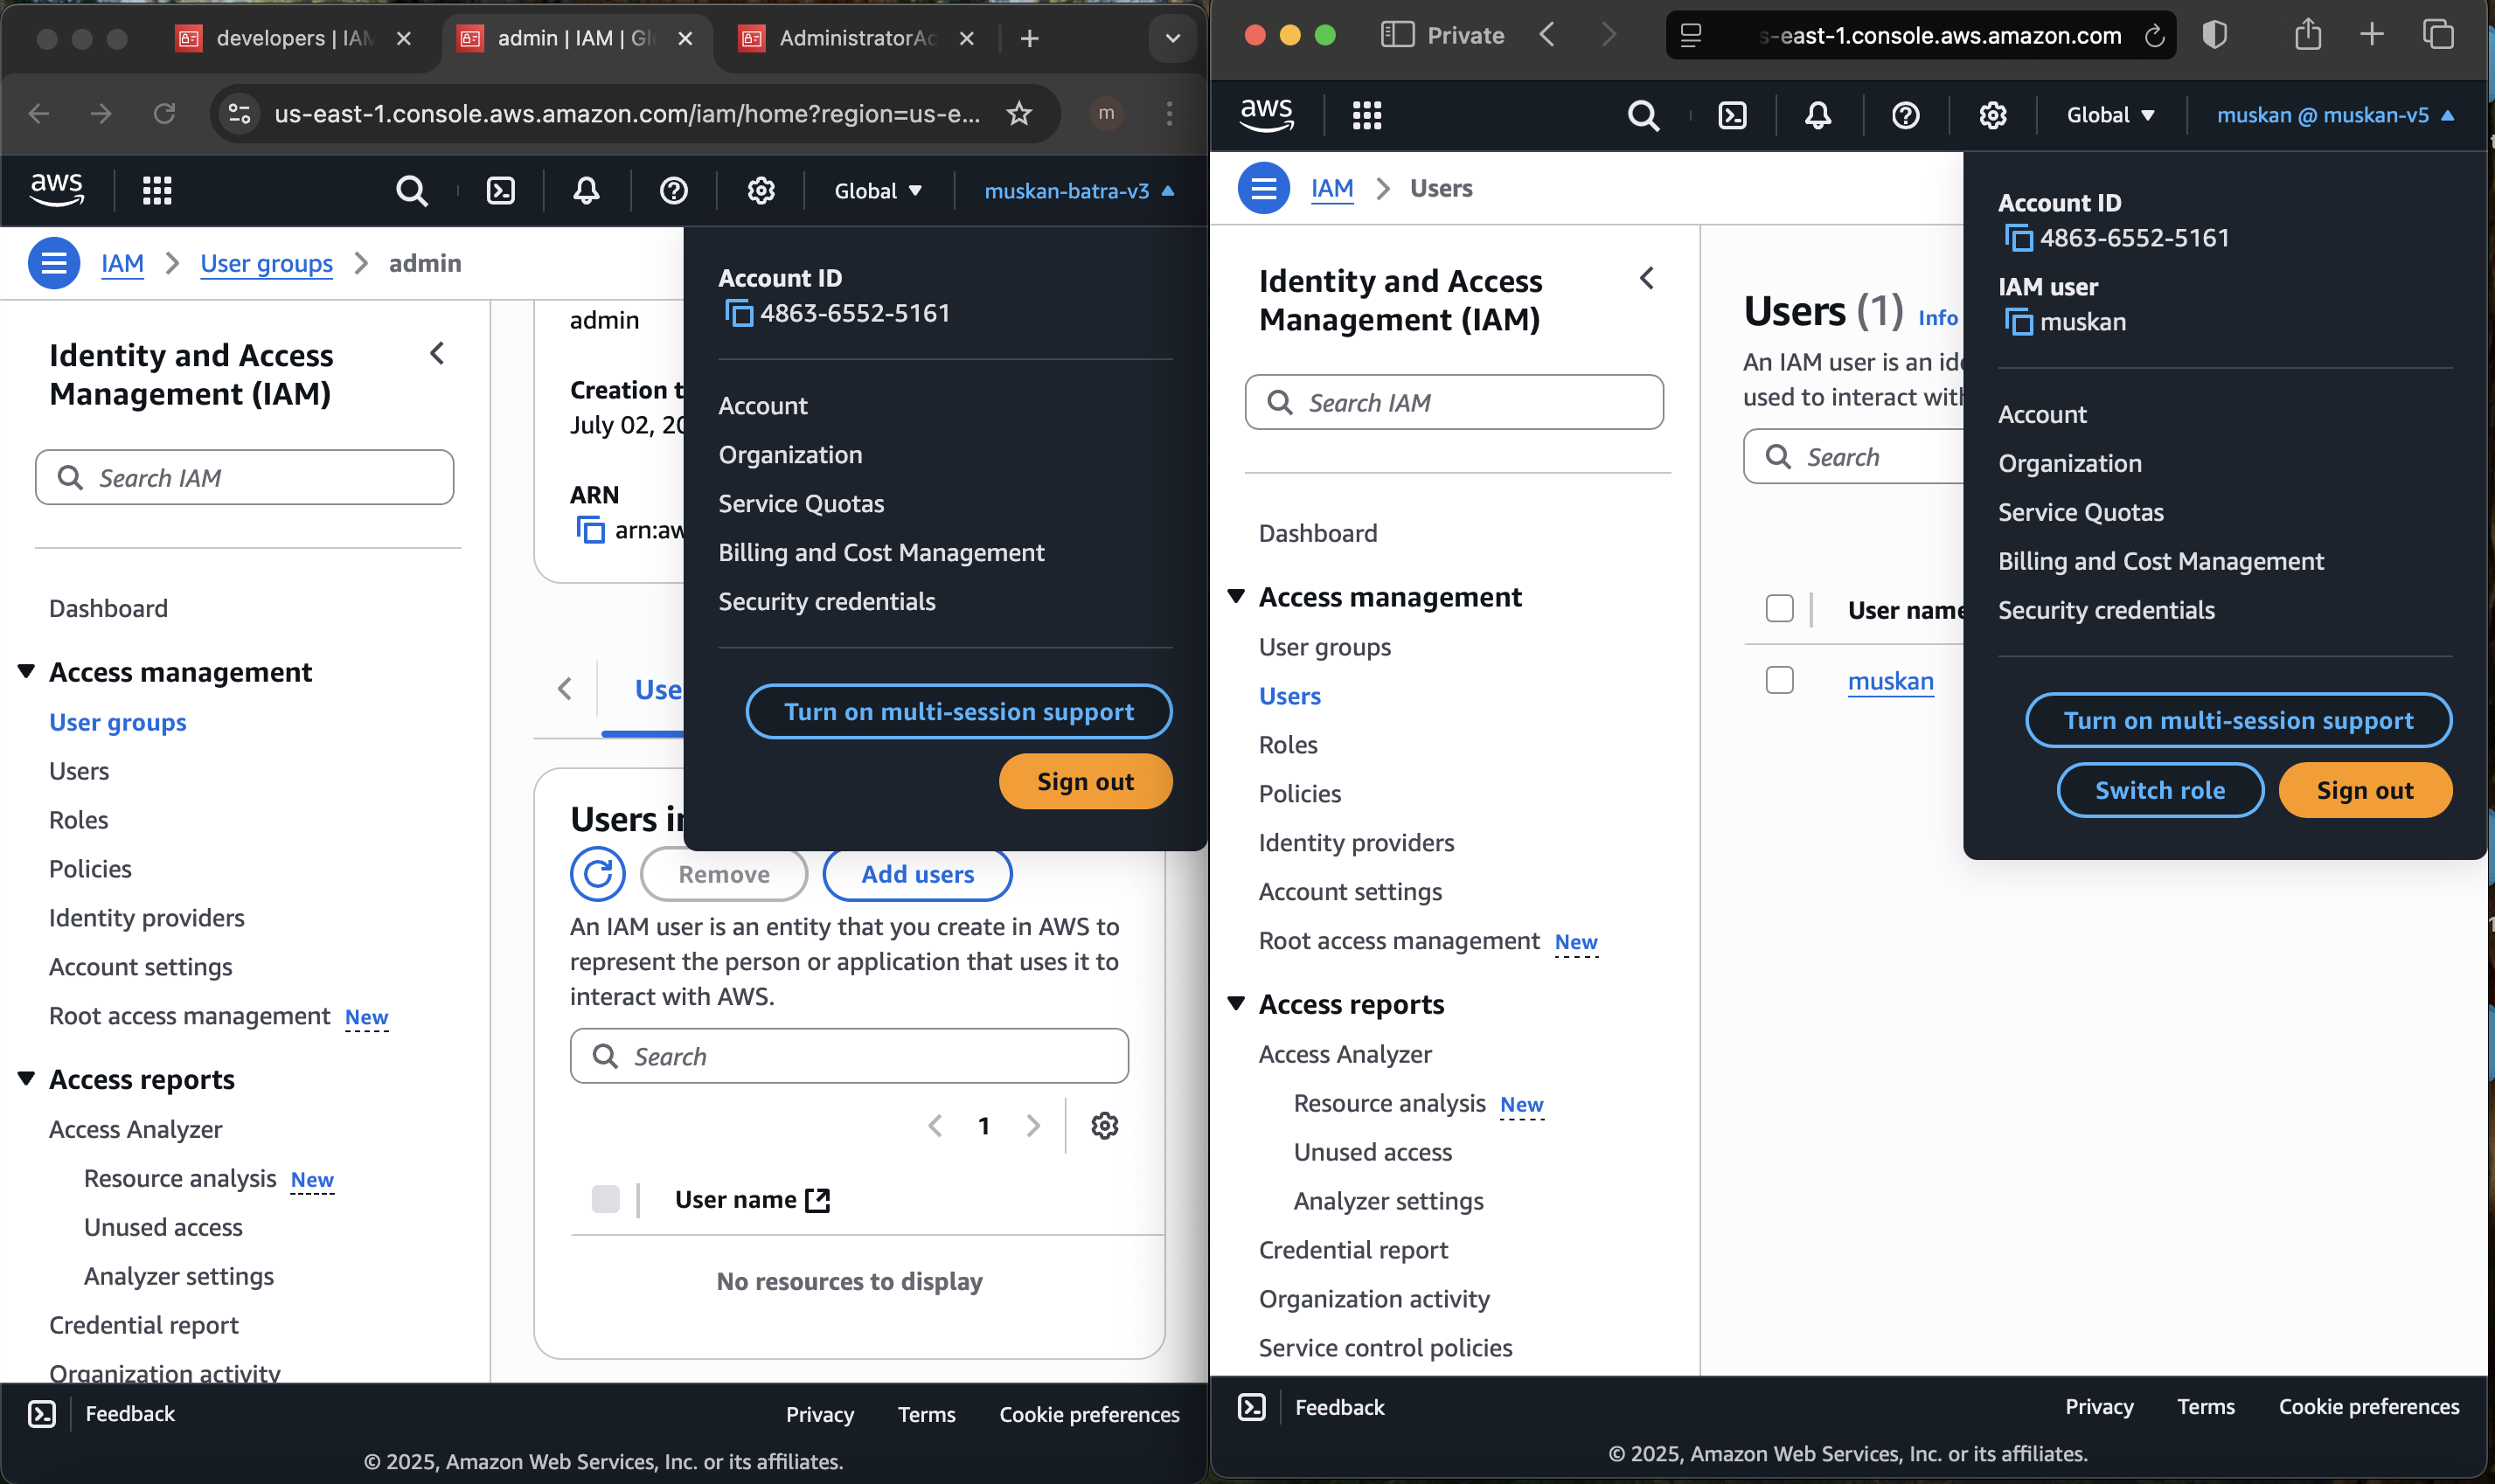 developers | IAM
admin | IAM | Gl
AdministratorAc
us-east-1.console.aws.amazon.com/iam/home?region=us-e...
m
aws
Global
muskan-batra-v3
IAM
User groups
admin
Identity and Access
Management (IAM)
Search IAM
Dashboard
Access management
User groups
Users
Roles
Policies
Identity providers
Account settings
Root access management New
Access reports
Access Analyzer
Resource analysis New
Unused access
Analyzer settings
Credential report
Organization activity
admin
Creation t
July 02, 20
ARN
arn:aw
Use
Users in
Remove
Add users
An IAM user is an entity that you create in AWS to
represent the person or application that uses it to
interact with AWS.
Search
1
User name
No resources to display
Account ID
4863-6552-5161
Account
Organization
Service Quotas
Billing and Cost Management
Security credentials
Turn on multi-session support
Sign out
Feedback
Privacy
Terms
Cookie preferences
© 2025, Amazon Web Services, Inc. or its affiliates.
Private
s-east-1.console.aws.amazon.com
aws
Global
muskan @ muskan-v5
IAM
Users
Identity and Access
Management (IAM)
Search IAM
Dashboard
Access management
User groups
Users
Roles
Policies
Identity providers
Account settings
Root access management New
Access reports
Access Analyzer
Resource analysis New
Unused access
Analyzer settings
Credential report
Organization activity
Service control policies
Users (1) Info
An IAM user is an ide
used to interact with
Search
User name
muskan
Account ID
4863-6552-5161
IAM user
muskan
Account
Organization
Service Quotas
Billing and Cost Management
Security credentials
Turn on multi-session support
Switch role
Sign out
Feedback
Privacy
Terms
Cookie preferences
© 2025, Amazon Web Services, Inc. or its affiliates.